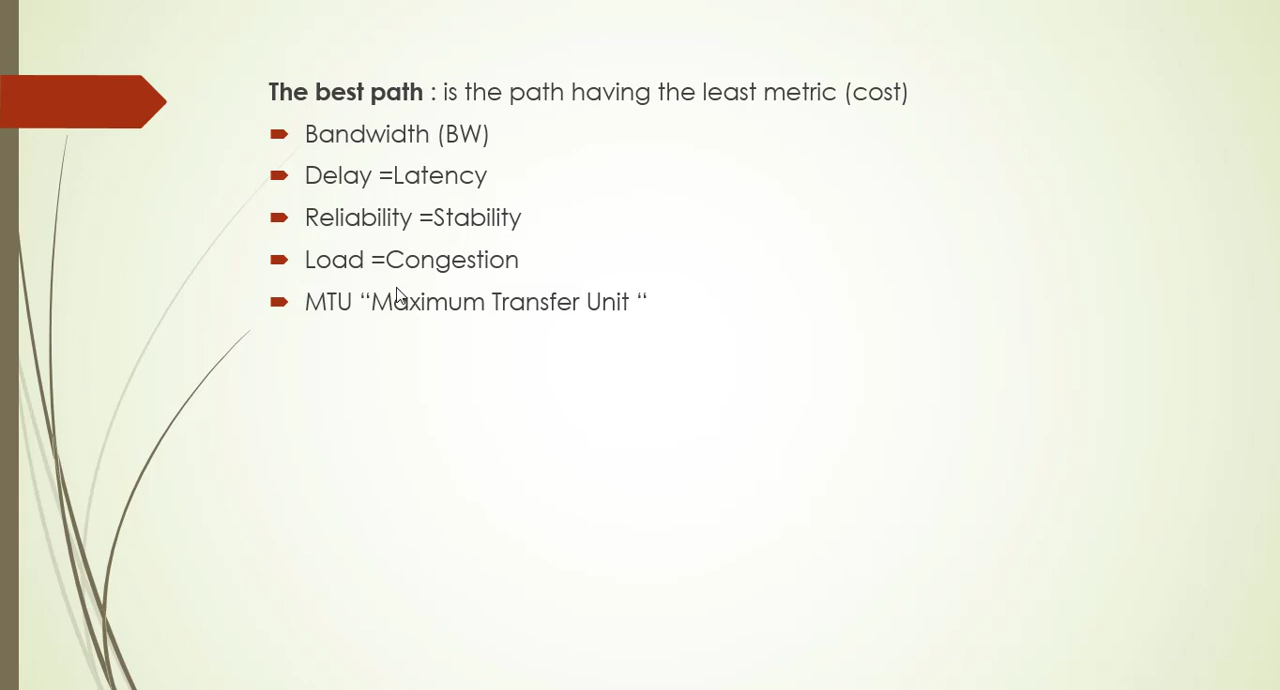 The best path : is the path having the least metric (cost)
Bandwidth (BW)
Delay =Latency
Reliability =Stability
Load =Congestion
MTU “Maximum Transfer Unit “